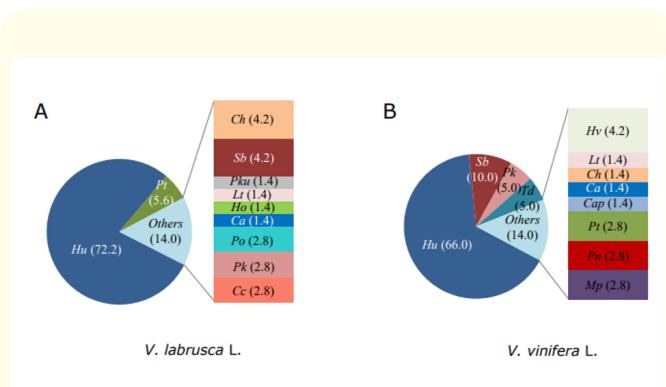 A
Ch (4.2)
Sb (4.2)
Pku (1.4)
Lt (1.4)
Ho (1.4)
Ca (1.4)
Po (2.8)
Pk (2.8)
Cc (2.8)
Pt
(5.6)
Others
(14.0)
Hu (72.2)
V. labrusca L.
B
Hv (4.2)
Lt (1.4)
Ch (1.4)
Ca (1.4)
Cap (1.4)
Pt (2.8)
Pn (2.8)
Mp (2.8)
Sb
(10.0)
Pk
(5.0)
Td
(5.0)
Others
(14.0)
Hu (66.0)
V. vinifera L.